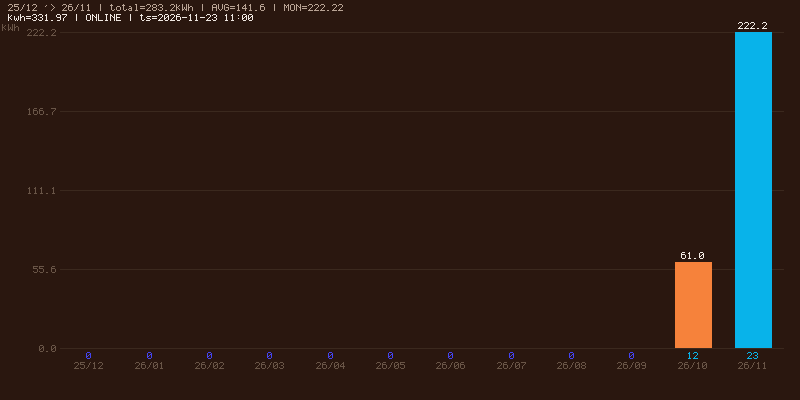 25/12 -> 26/11 | total=283.2kWh | AVG=141.6 | MON=222.22
Kwh=331.97 | ONLINE | ts=2026-11-23 11:00
kWh
222.2
222.2
166.7
111.1
61.0
55.6
0.0
0 0 0 0 0 0 0 0 0 0 12 23
25/12 26/01 26/02 26/03 26/04 26/05 26/06 26/07 26/08 26/09 26/10 26/11